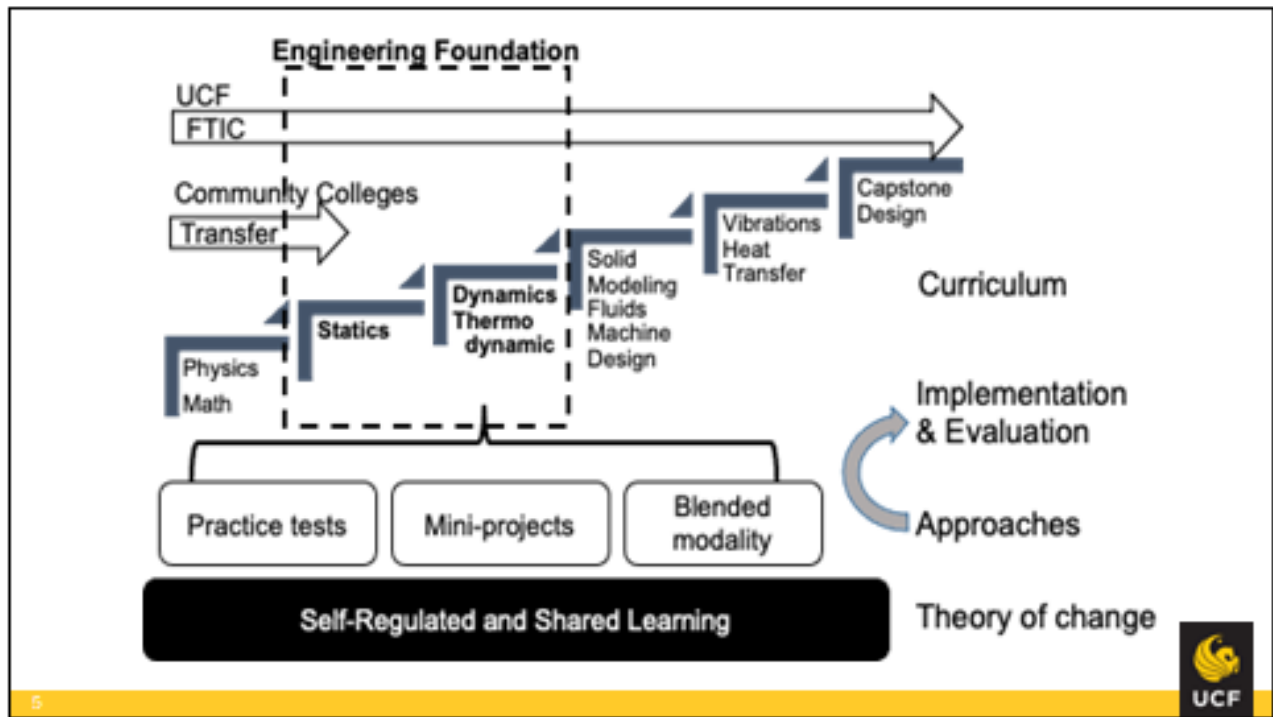 Engineering Foundation
UCF
FTIC
Community Colleges
Transfer
Physics
Math
Statics
Dynamics
Thermo
dynamic
Solid
Modeling
Fluids
Machine
Design
Vibrations
Heat
Transfer
Capstone
Design
Curriculum
Implementation
& Evaluation
Approaches
Theory of change
Practice tests
Mini-projects
Blended
modality
Self-Regulated and Shared Learning
5
UCF